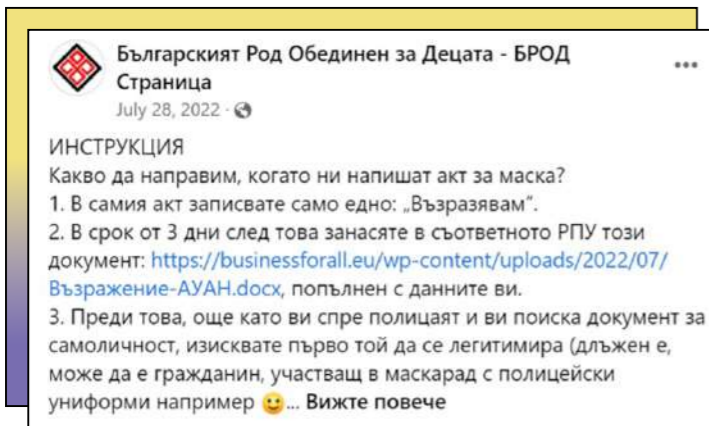 Българският Род Обединен за Децата - БРОД
Страница
July 28, 2022 ·
ИНСТРУКЦИЯ
Какво да направим, когато ни напишат акт за маска?
1. В самия акт записвате само едно: „Възразявам“.
2. В срок от 3 дни след това занасяте в съответното РПУ този
документ: https://businessforall.eu/wp-content/uploads/2022/07/
Възражение-АУАН.docx, попълнен с данните ви.
3. Преди това, още като ви спре полицаят и ви поиска документ за
самоличност, изисквате първо той да се легитимира (длъжен е,
може да е гражданин, участващ в маскарад с полицейски
униформи например 🙂... Вижте повече